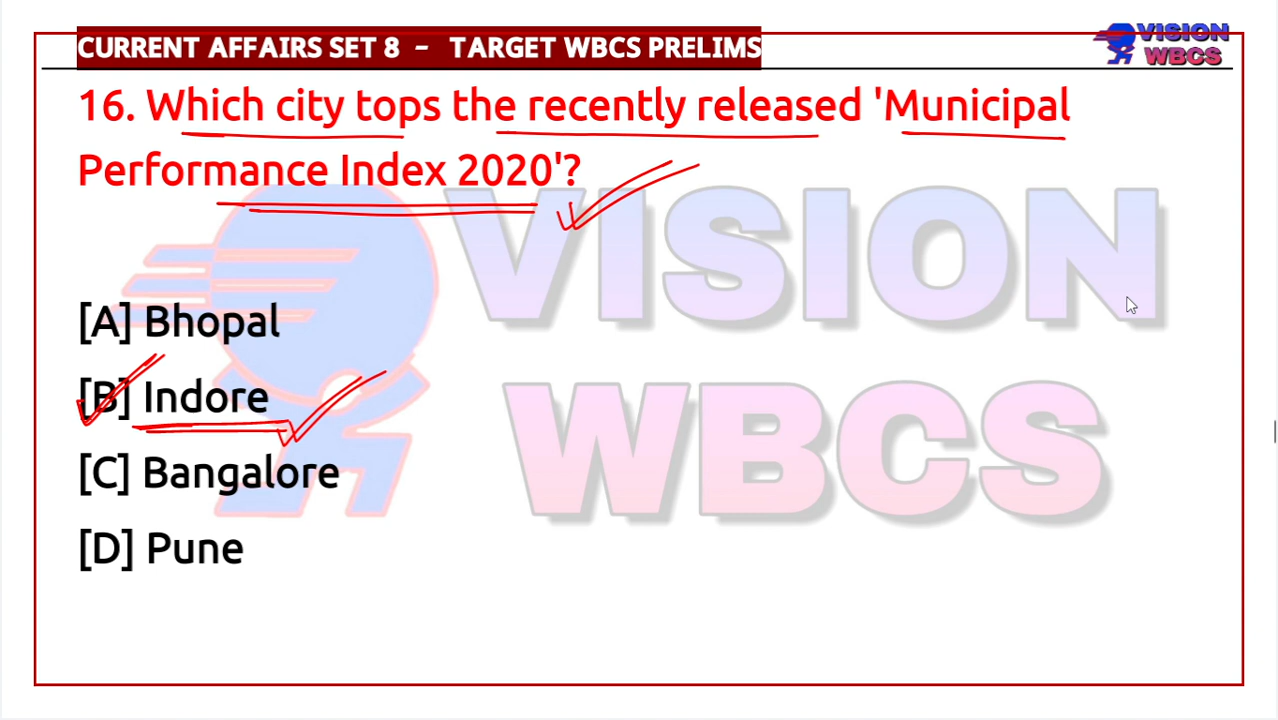 CURRENT AFFAIRS SET 8 - TARGET WBCS PRELIMS
VISION
WBCS
16. Which city tops the recently released 'Municipal
Performance Index 2020'?
VISION
WBCS
[A] Bhopal
[B] Indore
[C] Bangalore
[D] Pune